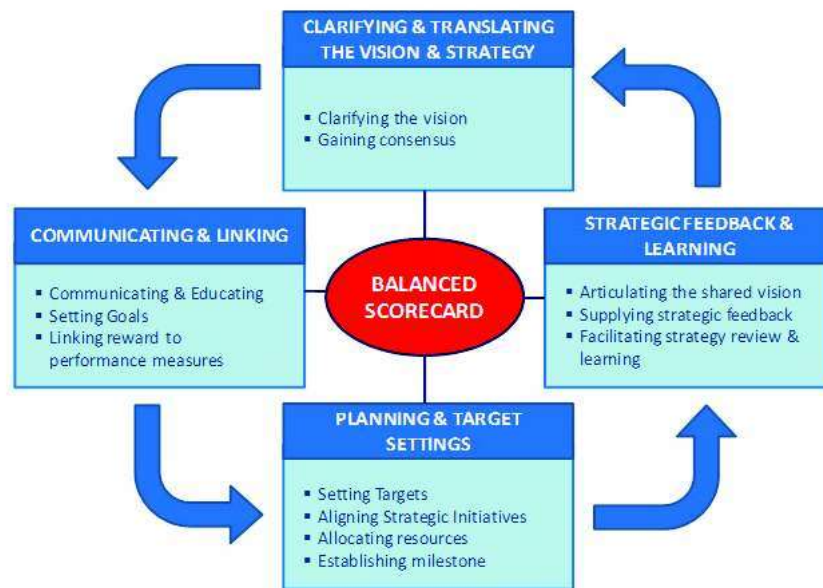 CLARIFYING & TRANSLATING
THE VISION & STRATEGY
▪ Clarifying the vision
▪ Gaining consensus
COMMUNICATING & LINKING
▪ Communicating & Educating
▪ Setting Goals
▪ Linking reward to
performance measures
BALANCED
SCORECARD
STRATEGIC FEEDBACK &
LEARNING
▪ Articulating the shared vision
▪ Supplying strategic feedback
▪ Facilitating strategy review &
learning
PLANNING & TARGET
SETTINGS
▪ Setting Targets
▪ Aligning Strategic Initiatives
▪ Allocating resources
▪ Establishing milestone